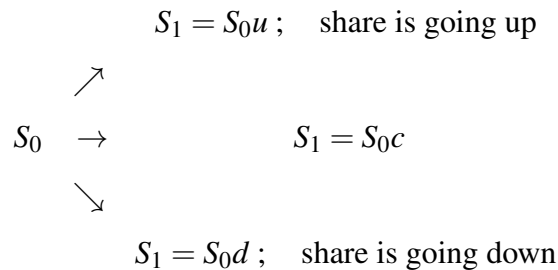 S₁ = S₀u ; share is going up
↗
S₀ → S₁ = S₀c
↘
S₁ = S₀d ; share is going down